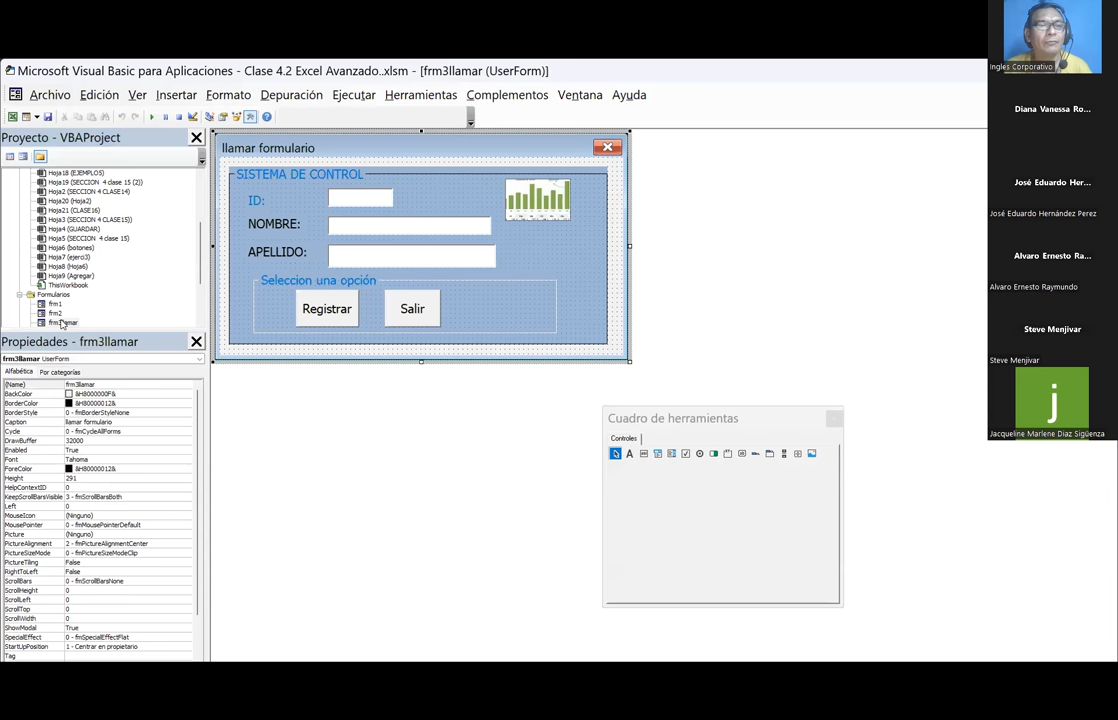 Microsoft Visual Basic para Aplicaciones - Clase 4.2 Excel Avanzado..xlsm - [frm3llamar (UserForm)]
Archivo Edición Ver Insertar Formato Depuración Ejecutar Herramientas Complementos Ventana Ayuda
Proyecto - VBAProject
Hoja18 (EJEMPLOS)
Hoja19 (SECCION 4 clase 15 (2))
Hoja2 (SECCION 4 CLASE14)
Hoja20 (Hoja2)
Hoja21 (CLASE16)
Hoja3 (SECCION 4 CLASE15))
Hoja4 (GUARDAR)
Hoja5 (SECCION 4 clase 15)
Hoja6 (botones)
Hoja7 (ejerci3)
Hoja8 (Hoja6)
Hoja9 (Agregar)
ThisWorkbook
Formularios
frm1
frm2
Propiedades - frm3llamar
frm3llamar UserForm
Alfabética Por categorías
(Name) frm3llamar
BackColor &H8000000F&
BorderColor &H80000012&
BorderStyle 0 - fmBorderStyleNone
Caption llamar formulario
Cycle 0 - fmCycleAllForms
DrawBuffer 32000
Enabled True
Font Tahoma
ForeColor &H80000012&
Height 291
HelpContextID 0
KeepScrollBarsVisible 3 - fmScrollBarsBoth
Left 0
MouseIcon (Ninguno)
MousePointer 0 - fmMousePointerDefault
Picture (Ninguno)
PictureAlignment 2 - fmPictureAlignmentCenter
PictureSizeMode 0 - fmPictureSizeModeClip
PictureTiling False
RightToLeft False
ScrollBars 0 - fmScrollBarsNone
ScrollHeight 0
ScrollLeft 0
ScrollTop 0
ScrollWidth 0
ShowModal True
SpecialEffect 0 - fmSpecialEffectFlat
StartUpPosition 1 - Centrar en propietario
Tag
llamar formulario
SISTEMA DE CONTROL
ID:
NOMBRE:
APELLIDO:
Seleccion una opción
Registrar Salir
Cuadro de herramientas
Controles
Ingles Corporativo
Diana Vanessa Ro...
José Eduardo Her...
José Eduardo Hernández Perez
Alvaro Ernesto Ra...
Alvaro Ernesto Raymundo
Steve Menjivar
Steve Menjivar
j
Jacqueline Marlene Diaz Sigüenza